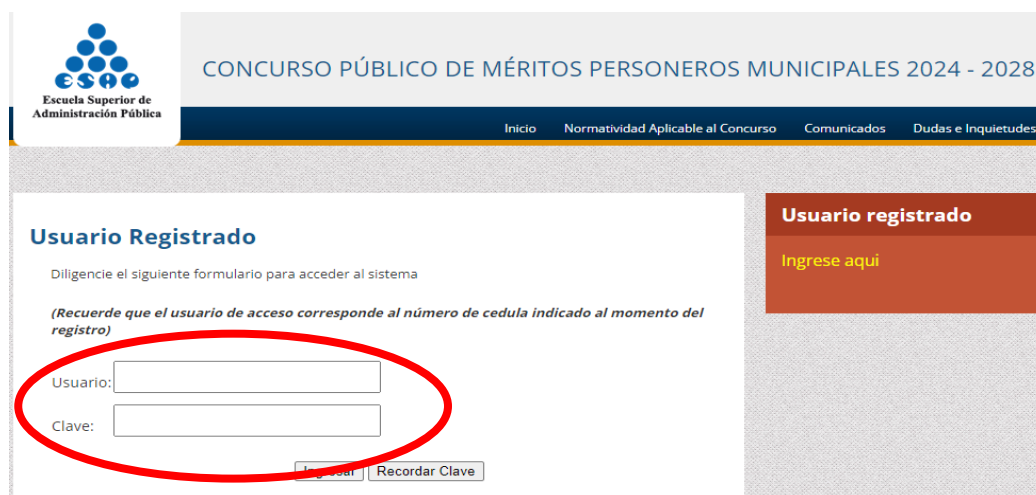 ESAP
Escuela Superior de
Administración Pública
CONCURSO PÚBLICO DE MÉRITOS PERSONEROS MUNICIPALES 2024 - 2028
Inicio Normatividad Aplicable al Concurso Comunicados Dudas e Inquietudes
Usuario Registrado
Diligencie el siguiente formulario para acceder al sistema
(Recuerde que el usuario de acceso corresponde al número de cedula indicado al momento del
registro)
Usuario:
Clave:
Ingresar Recordar Clave
Usuario registrado
Ingrese aqui